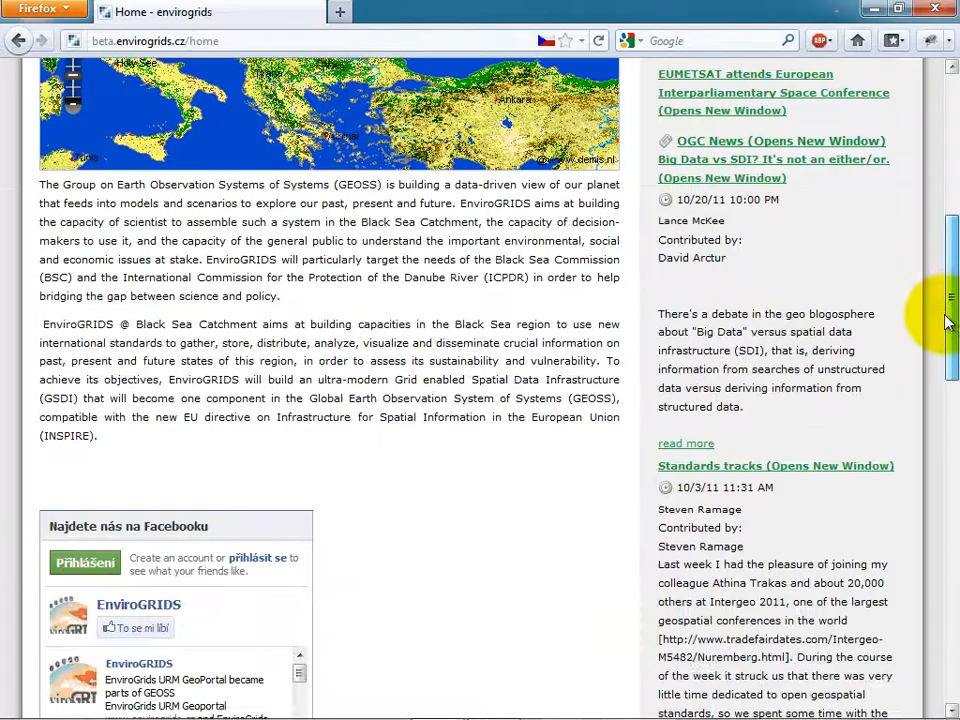 Firefox
Home - envirogrids
beta.envirogrids.cz/home
Google
ABP
Holy See
Tirane
Ankara
Athinai
Tunis
@www.demis.nl
The Group on Earth Observation Systems of Systems (GEOSS) is building a data-driven view of our planet
that feeds into models and scenarios to explore our past, present and future. EnviroGRIDS aims at building
the capacity of scientist to assemble such a system in the Black Sea Catchment, the capacity of decision-
makers to use it, and the capacity of the general public to understand the important environmental, social
and economic issues at stake. EnviroGRIDS will particularly target the needs of the Black Sea Commission
(BSC) and the International Commission for the Protection of the Danube River (ICPDR) in order to help
bridging the gap between science and policy.
EnviroGRIDS @ Black Sea Catchment aims at building capacities in the Black Sea region to use new
international standards to gather, store, distribute, analyze, visualize and disseminate crucial information on
past, present and future states of this region, in order to assess its sustainability and vulnerability. To
achieve its objectives, EnviroGRIDS will build an ultra-modern Grid enabled Spatial Data Infrastructure
(GSDI) that will become one component in the Global Earth Observation System of Systems (GEOSS),
compatible with the new EU directive on Infrastructure for Spatial Information in the European Union
(INSPIRE).
Najdete nás na Facebooku
Přihlášení
Create an account or přihlásit se to
see what your friends like.
EnviroGRIDS
To se mi líbí
EnviroGRIDS
EnviroGrids URM GeoPortal became
parts of GEOSS
EnviroGrids URM Geoportal
EUMETSAT attends European
Interparliamentary Space Conference
(Opens New Window)
OGC News (Opens New Window)
Big Data vs SDI? It's not an either/or.
(Opens New Window)
10/20/11 10:00 PM
Lance McKee
Contributed by:
David Arctur
There's a debate in the geo blogosphere
about "Big Data" versus spatial data
infrastructure (SDI), that is, deriving
information from searches of unstructured
data versus deriving information from
structured data.
read more
Standards tracks (Opens New Window)
10/3/11 11:31 AM
Steven Ramage
Contributed by:
Steven Ramage
Last week I had the pleasure of joining my
colleague Athina Trakas and about 20,000
others at Intergeo 2011, one of the largest
geospatial conferences in the world
[http://www.tradefairdates.com/Intergeo-
M5482/Nuremberg.html]. During the course
of the week it struck us that there was very
little time dedicated to open geospatial
standards, so we spent some time with the